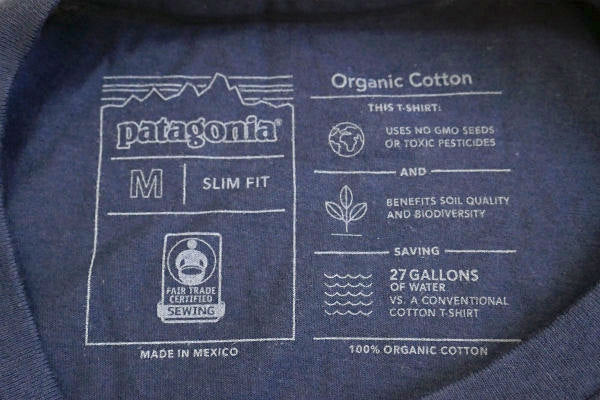 patagonia®
M
SLIM FIT
FAIR TRADE
CERTIFIED
SEWING
MADE IN MEXICO
Organic Cotton
THIS T-SHIRT:
USES NO GMO SEEDS
OR TOXIC PESTICIDES
AND
BENEFITS SOIL QUALITY
AND BIODIVERSITY
SAVING
27 GALLONS
OF WATER
VS. A CONVENTIONAL
COTTON T-SHIRT
100% ORGANIC COTTON